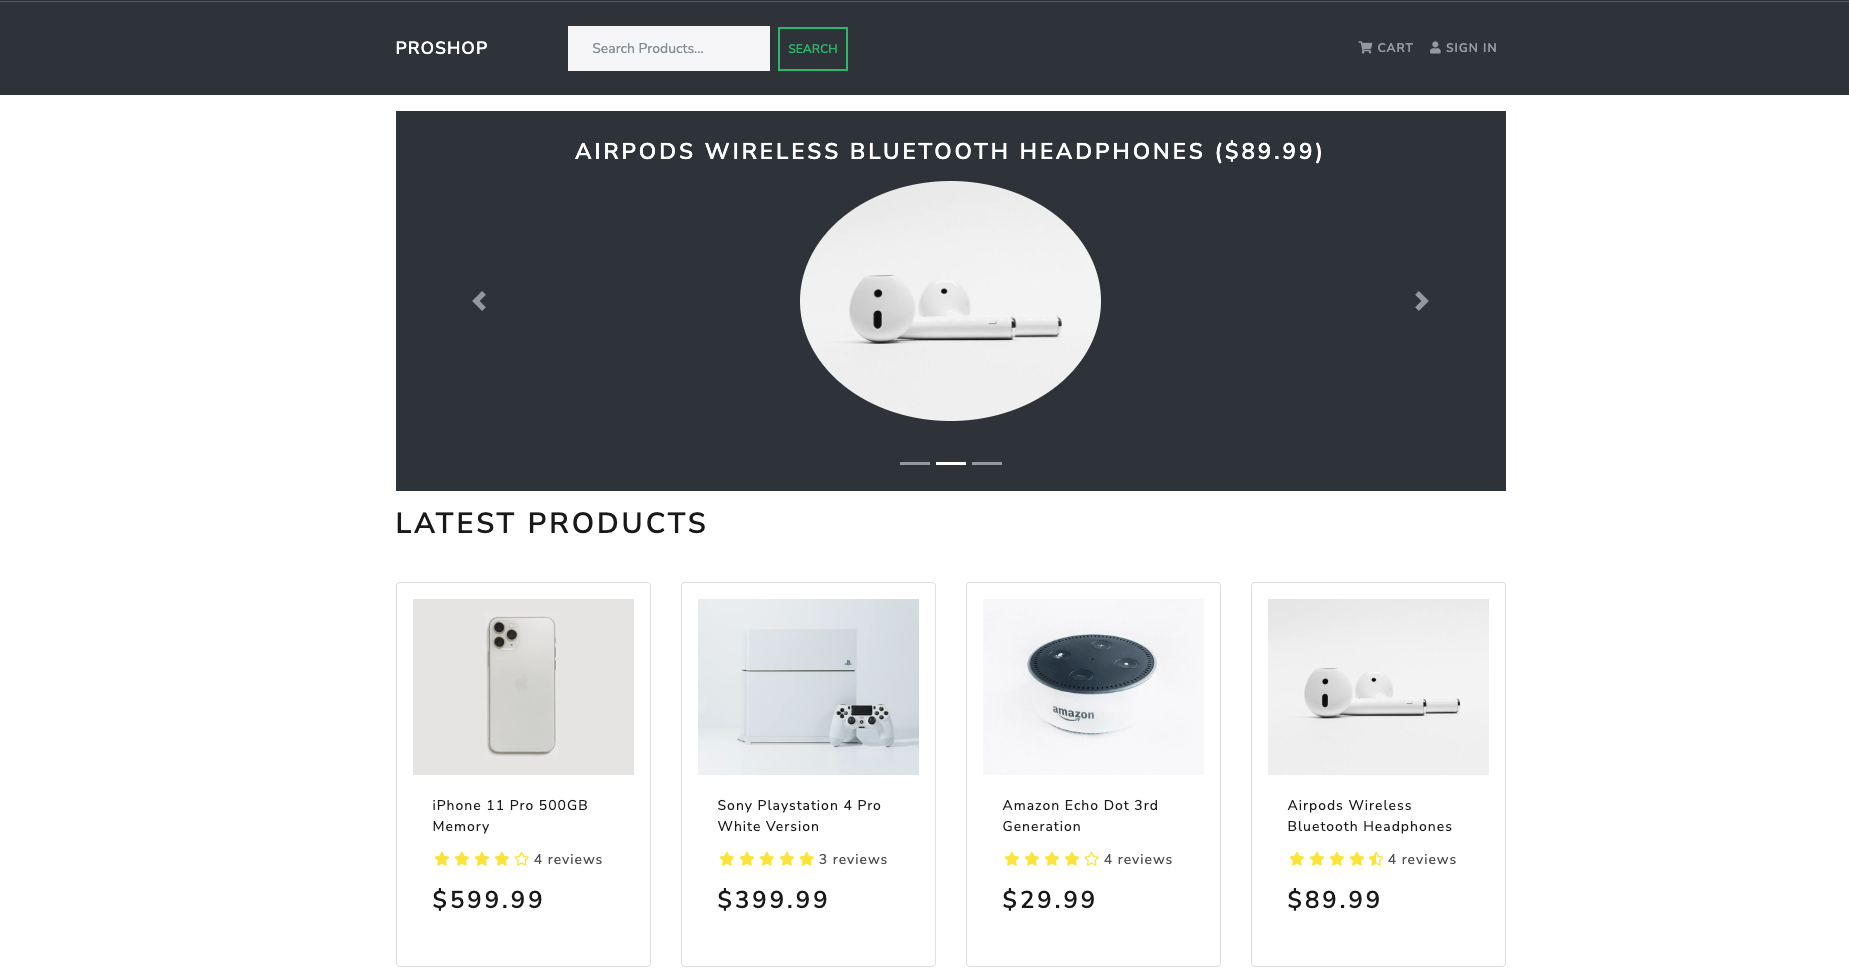 PROSHOP
Search Products...
SEARCH
CART
SIGN IN
AIRPODS WIRELESS BLUETOOTH HEADPHONES ($89.99)
LATEST PRODUCTS
amazon
iPhone 11 Pro 500GB
Memory
4 reviews
$599.99
Sony Playstation 4 Pro
White Version
3 reviews
$399.99
Amazon Echo Dot 3rd
Generation
4 reviews
$29.99
Airpods Wireless
Bluetooth Headphones
4 reviews
$89.99